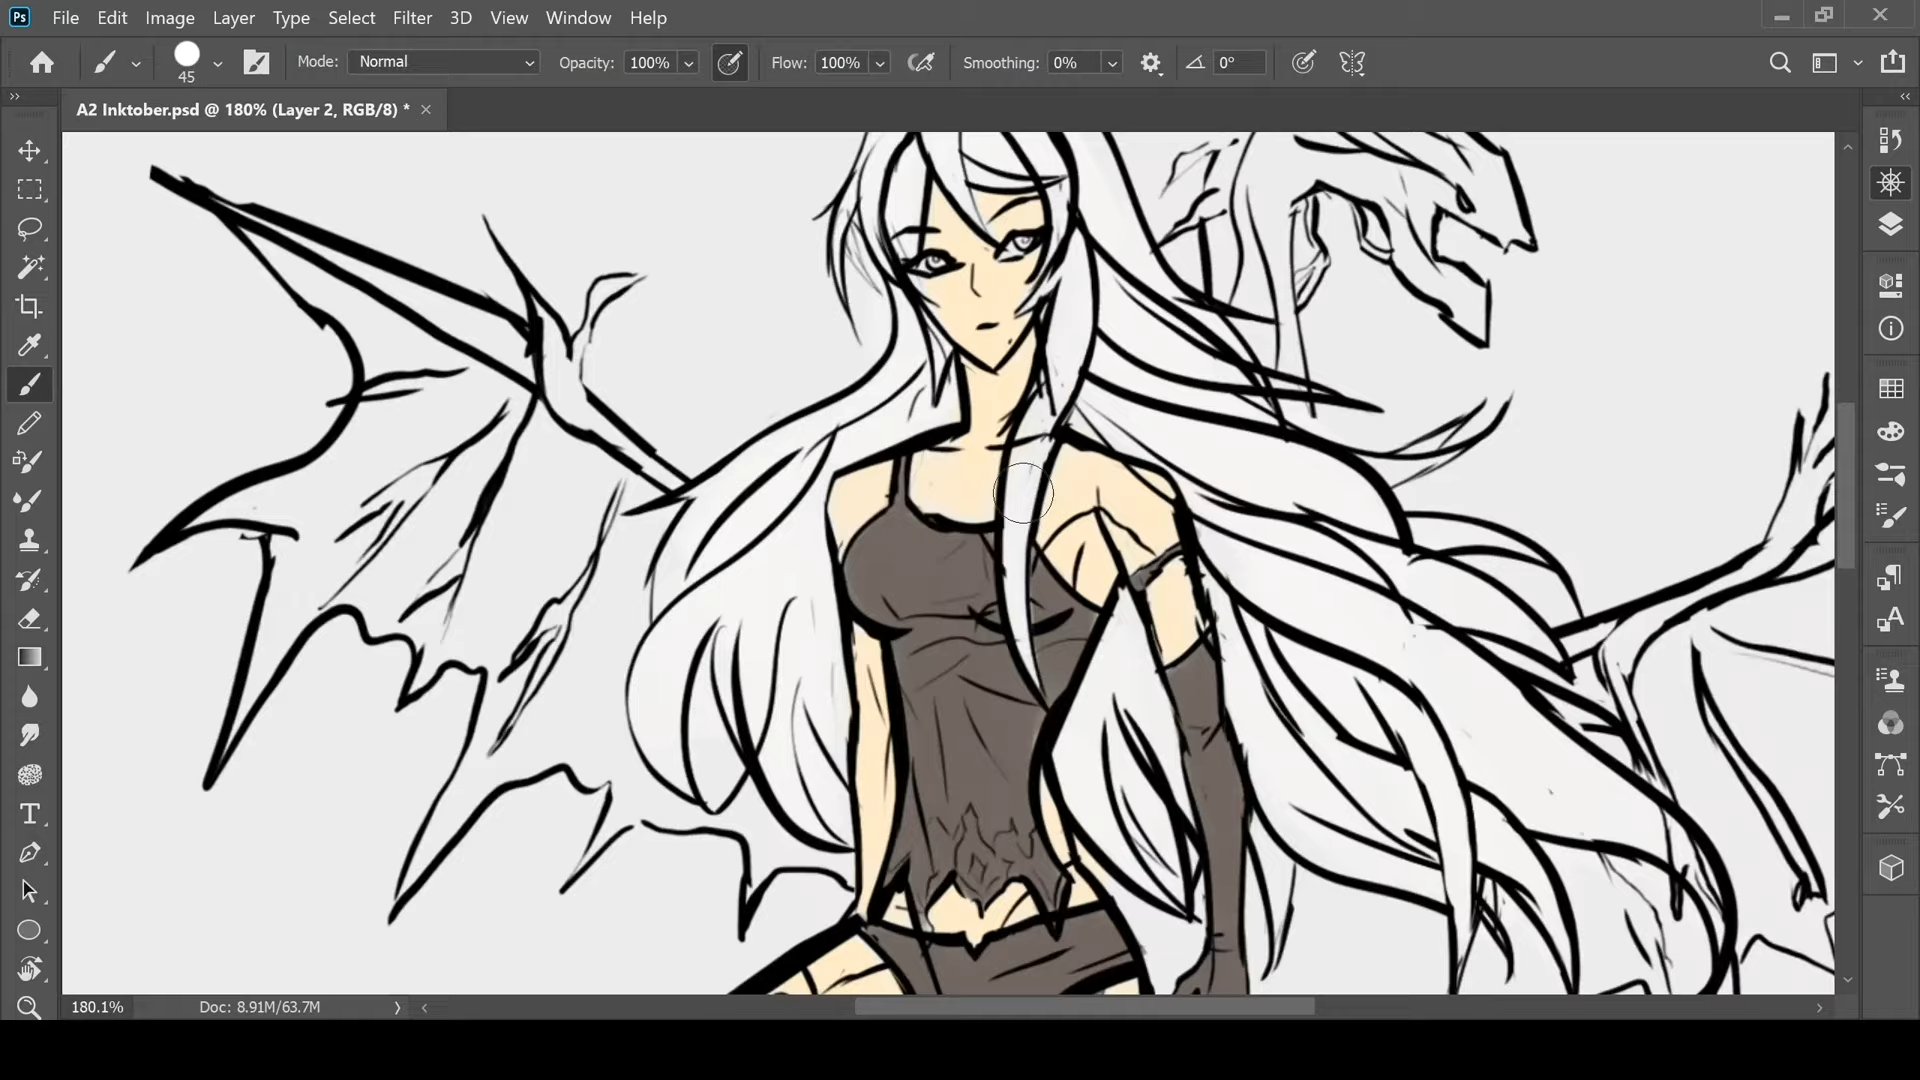 Ps File Edit Image Layer Type Select Filter 3D View Window Help
45 Mode: Normal Opacity: 100% Flow: 100% Smoothing: 0% 0°
A2 Inktober.psd @ 180% (Layer 2, RGB/8) *
180.1% Doc: 8.91M/63.7M